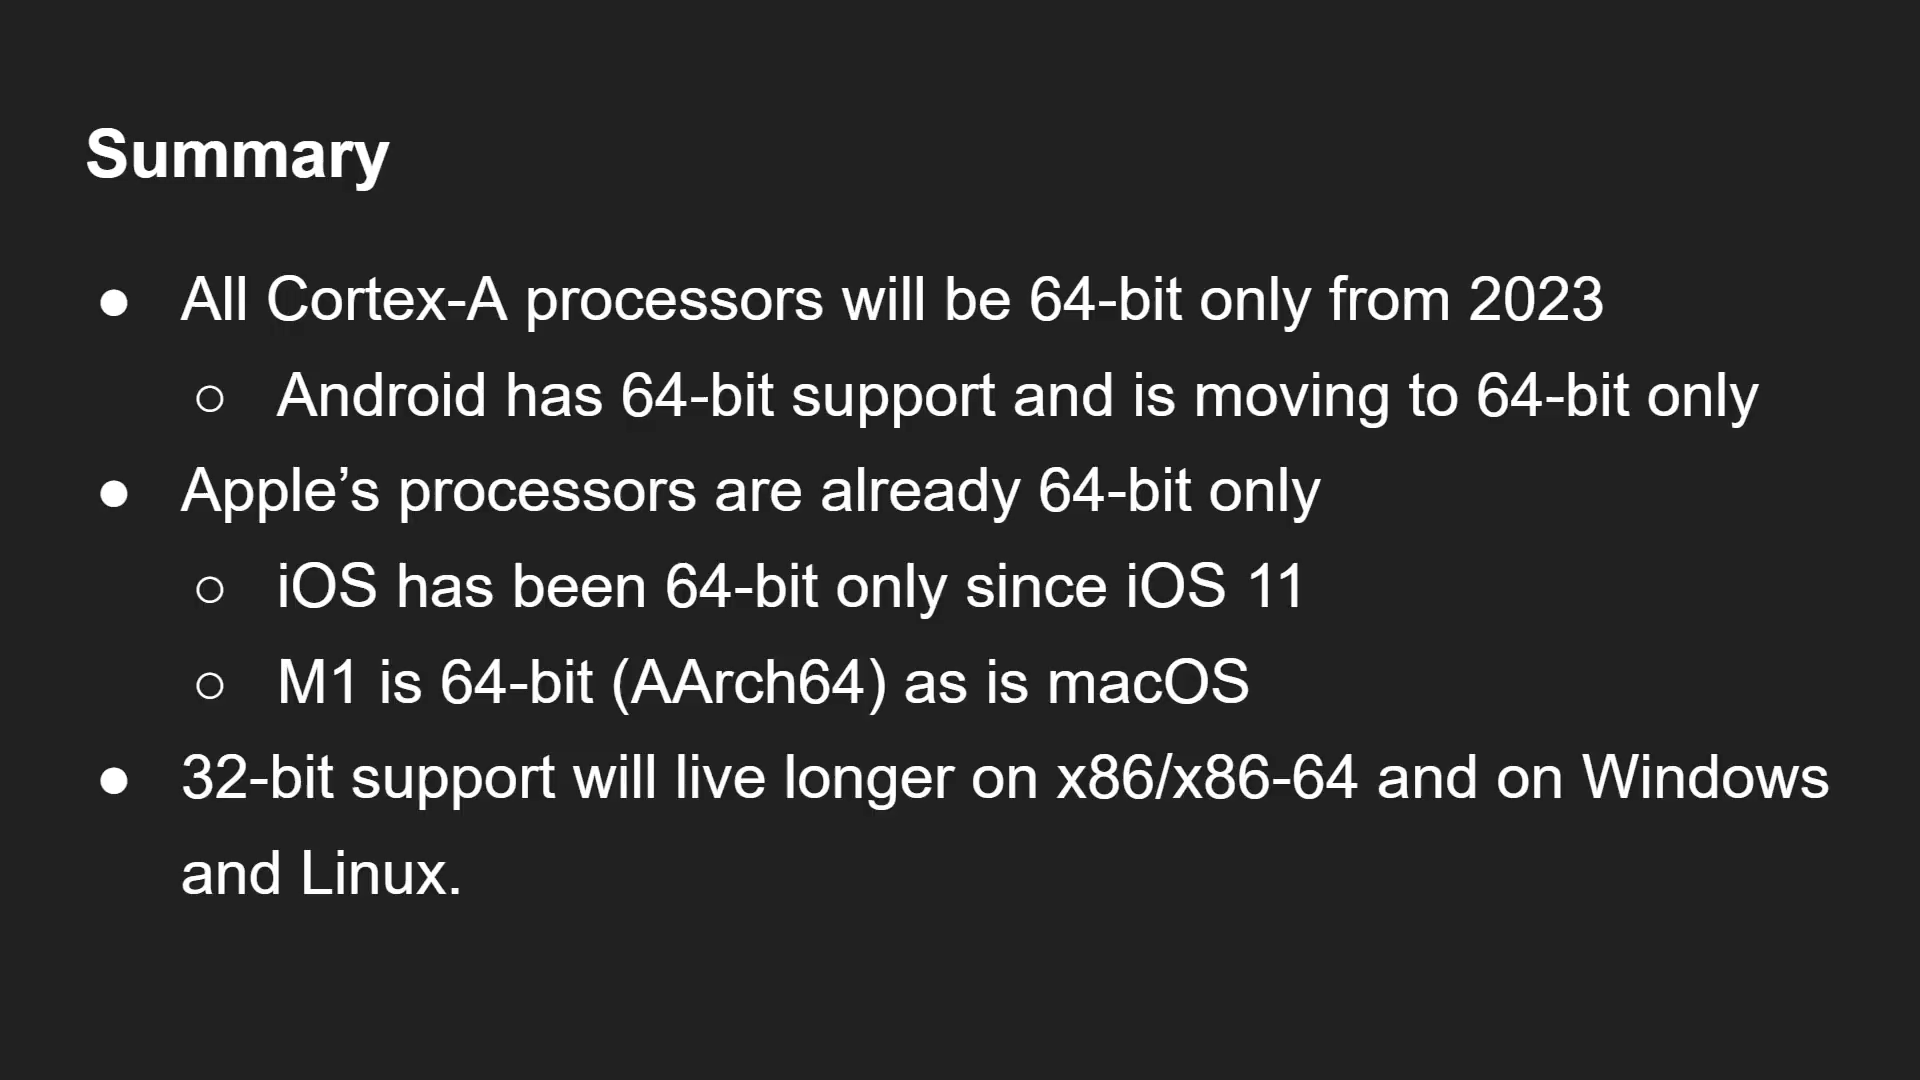 Summary
● All Cortex-A processors will be 64-bit only from 2023
○ Android has 64-bit support and is moving to 64-bit only
● Apple’s processors are already 64-bit only
○ iOS has been 64-bit only since iOS 11
○ M1 is 64-bit (AArch64) as is macOS
● 32-bit support will live longer on x86/x86-64 and on Windows
and Linux.